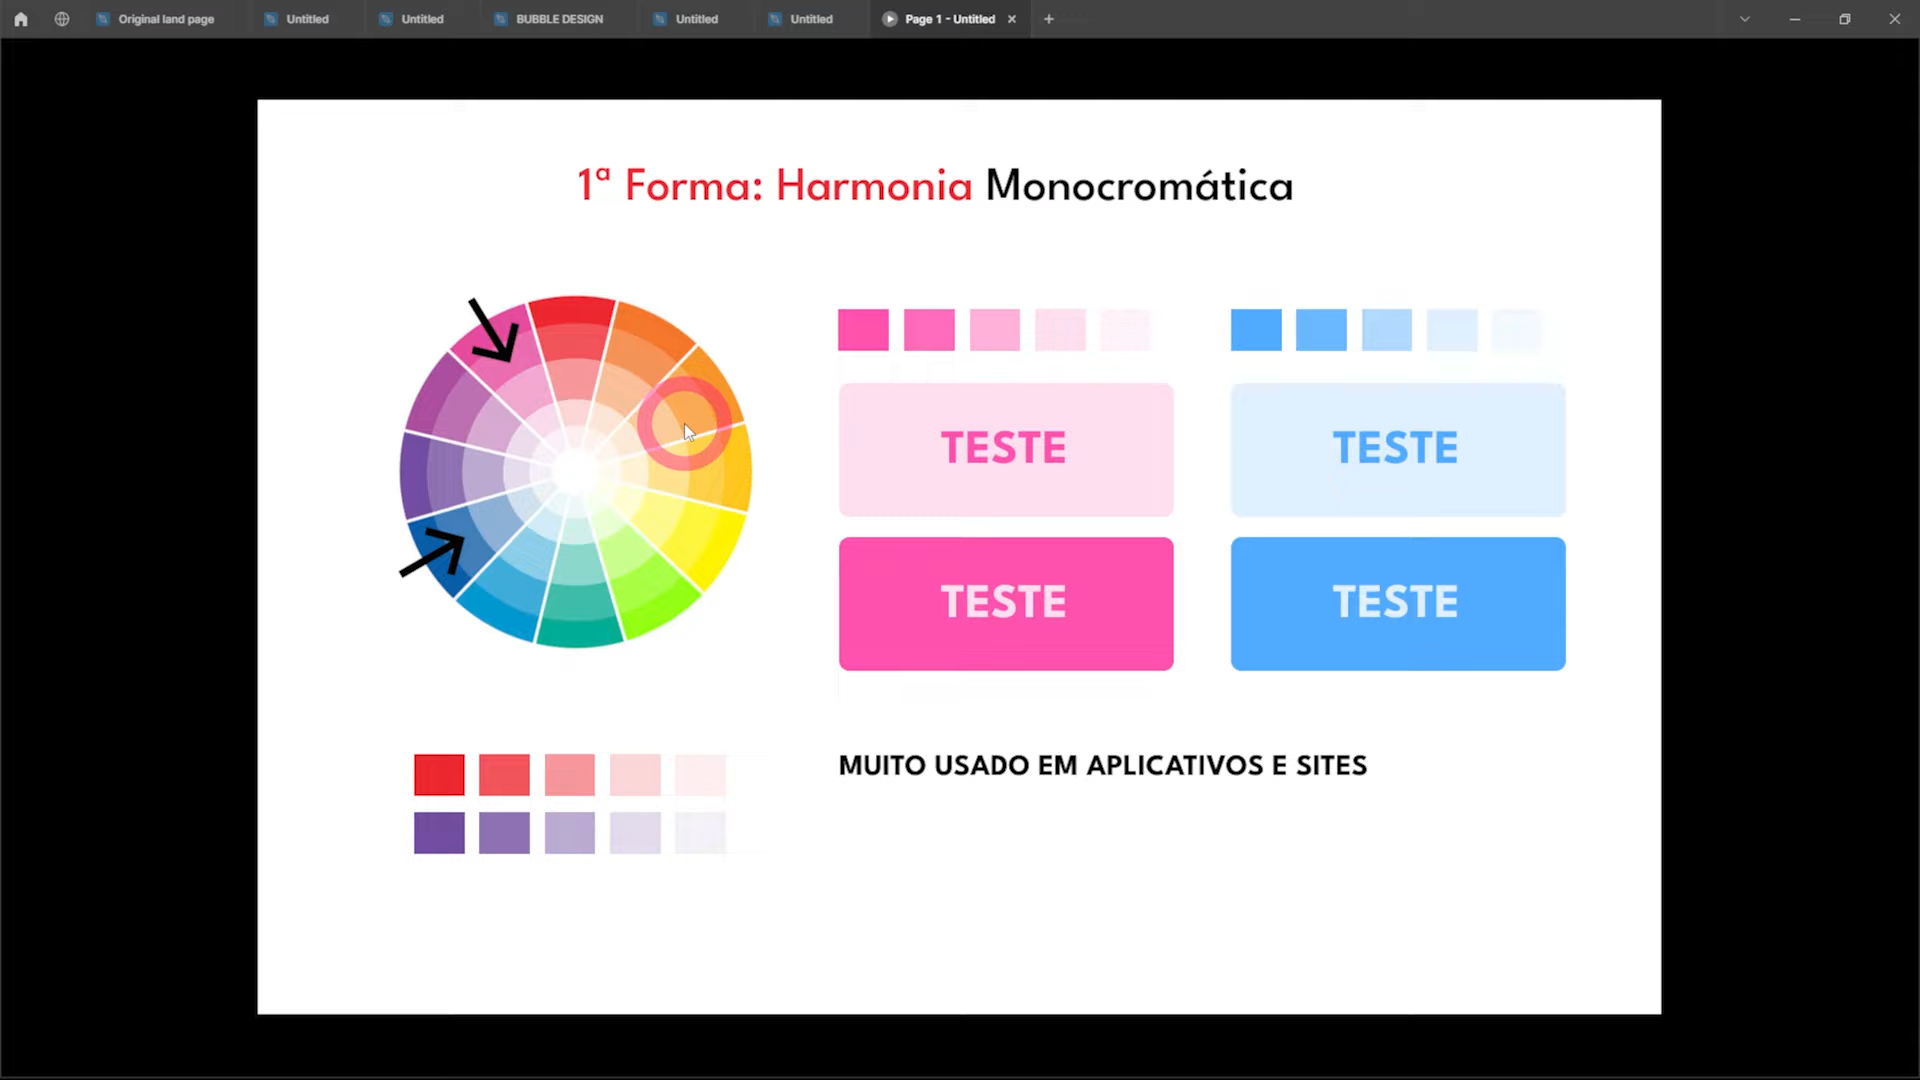 Original land page
Untitled
Untitled
BUBBLE DESIGN
Untitled
Untitled
Page 1 - Untitled
1ª Forma: Harmonia Monocromática
TESTE
TESTE
TESTE
TESTE
MUITO USADO EM APLICATIVOS E SITES